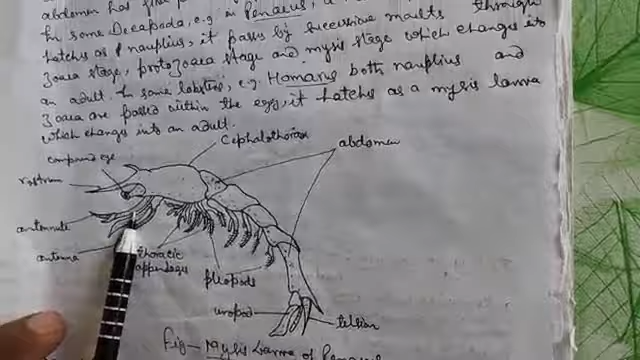 abdomen has five p
In some Decapoda, e.g. in Penaeus, a
hatches as a nauplius, it passes by successive moults through
zoaea stage, protozoaea stage and mysis stage which changes into
an adult. In some lobsters, e.g. Homarus both nauplius and
zoaea are passed within the eggs, it hatches as a mysis larva
which changes into an adult.
Cephalothorax
compound eye
abdomen
rostrum
antennule
antenna
thoracic
appendages
pleopods
uropod
telson
Fig - Mysis Larva of Penaeus